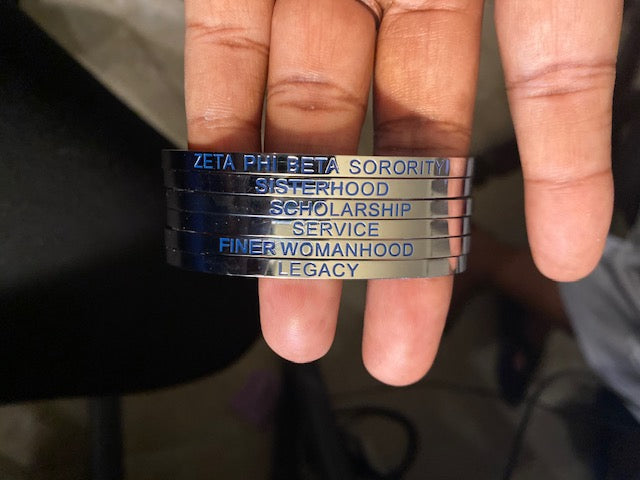 ZETA PHI BETA SORORITY
SISTERHOOD
SCHOLARSHIP
SERVICE
FINER WOMANHOOD
LEGACY